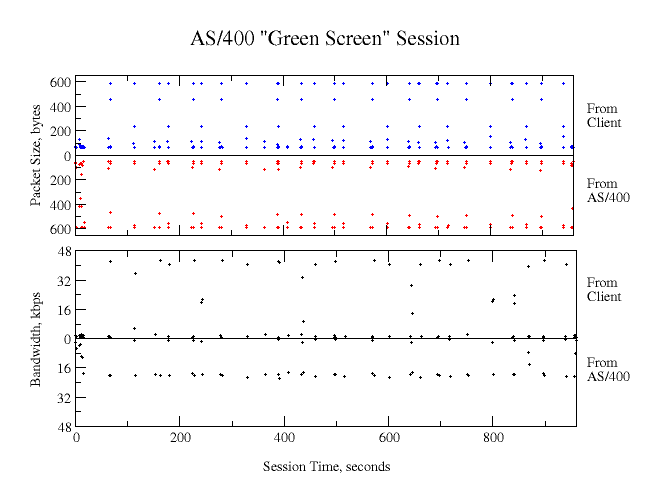 AS/400 "Green Screen" Session
600
400
200
0
200
400
600
Packet Size, bytes
From
Client
From
AS/400
48
32
16
0
16
32
48
Bandwidth, kbps
From
Client
From
AS/400
0 200 400 600 800
Session Time, seconds